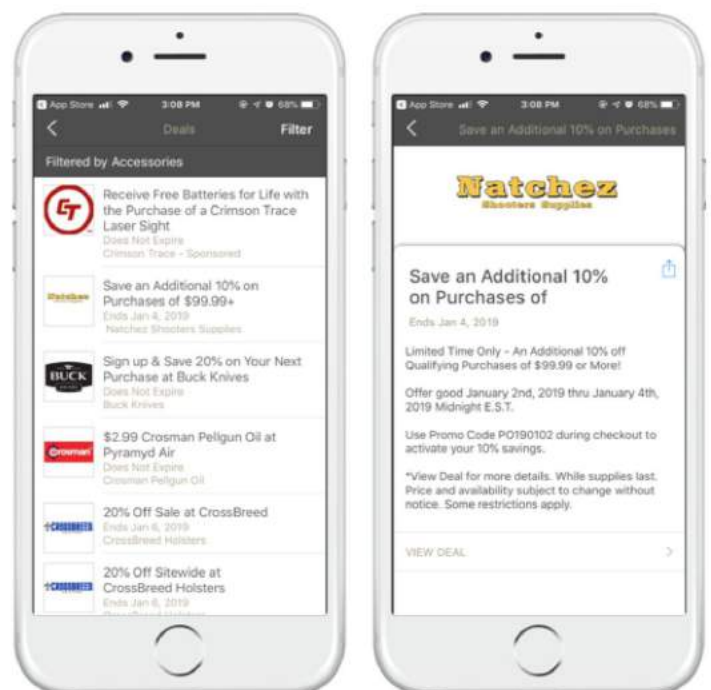 App Store 3:08 PM 68%
Deals Filter
Filtered by Accessories
CT
Receive Free Batteries for Life with
the Purchase of a Crimson Trace
Laser Sight
Does Not Expire
Crimson Trace - Sponsored
Natchez
Save an Additional 10% on
Purchases of $99.99+
Ends Jan 4, 2019
Natchez Shooters Supplies
BUCK
KNIVES
Sign up & Save 20% on Your Next
Purchase at Buck Knives
Does Not Expire
Buck Knives
Crosman
$2.99 Crosman Pellgun Oil at
Pyramyd Air
Does Not Expire
Crosman Pellgun Oil
CROSSBREED
20% Off Sale at CrossBreed
Ends Jan 6, 2019
CrossBreed Holsters
CROSSBREED
20% Off Sitewide at
CrossBreed Holsters
Ends Jan 6, 2019
CrossBreed Holsters
App Store 3:08 PM 68%
Save an Additional 10% on Purchases
Natchez
Shooters Supplies
Save an Additional 10%
on Purchases of
Ends Jan 4, 2019
Limited Time Only - An Additional 10% off
Qualifying Purchases of $99.99 or More!
Offer good January 2nd, 2019 thru January 4th,
2019 Midnight E.S.T.
Use Promo Code PO190102 during checkout to
activate your 10% savings.
*View Deal for more details. While supplies last.
Price and availability subject to change without
notice. Some restrictions apply.
VIEW DEAL